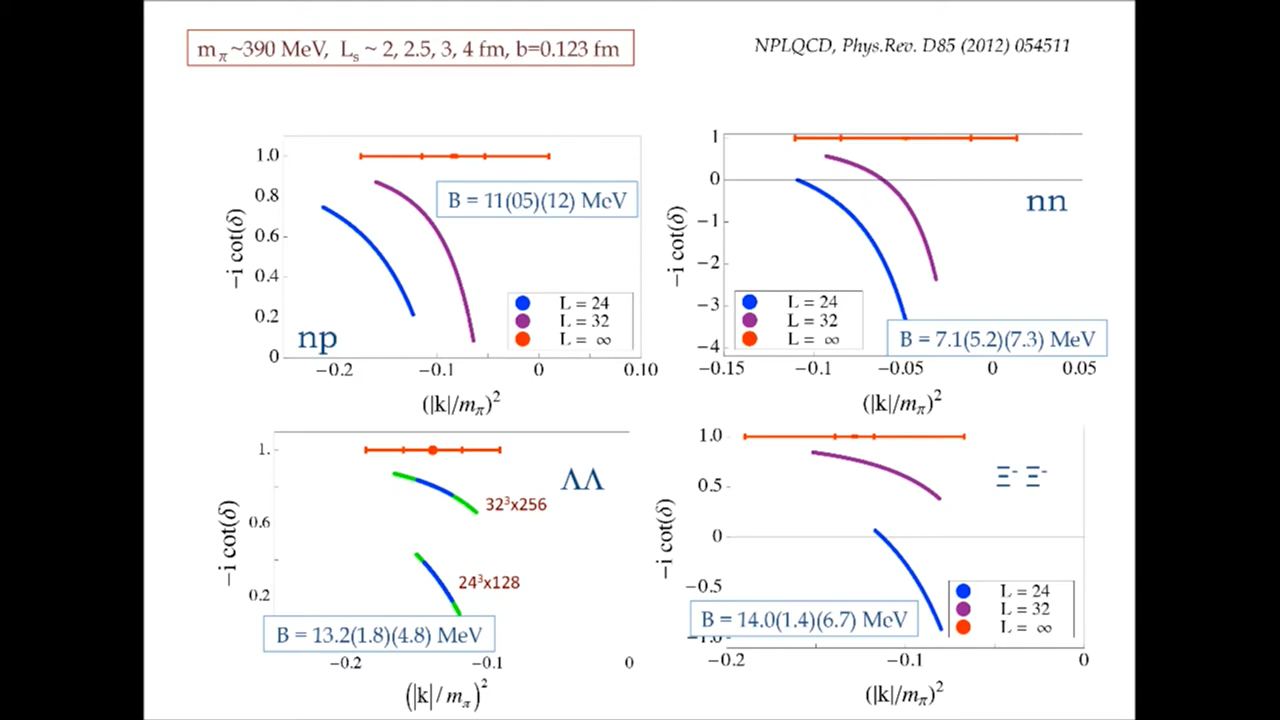 mπ~390 MeV, Ls ~ 2, 2.5, 3, 4 fm, b=0.123 fm
NPLQCD, Phys.Rev. D85 (2012) 054511
1.0
0.8
0.6
0.4
0.2
0
−i cot(δ)
B = 11(05)(12) MeV
L = 24
L = 32
L = ∞
np
−0.2
−0.1
0
0.10
(|k|/mπ)²
1
0
−1
−2
−3
−4
−i cot(δ)
nn
L = 24
L = 32
L = ∞
B = 7.1(5.2)(7.3) MeV
−0.15
−0.1
−0.05
0
0.05
(|k|/mπ)²
1.
0.6
0.2
−i cot(δ)
ΛΛ
32³x256
24³x128
B = 13.2(1.8)(4.8) MeV
−0.2
−0.1
0
(|k| / mπ)²
1.0
0.5
0
−0.5
−1.0
−i cot(δ)
Ξ⁻ Ξ⁻
L = 24
L = 32
L = ∞
B = 14.0(1.4)(6.7) MeV
−0.2
−0.1
0
(|k|/mπ)²